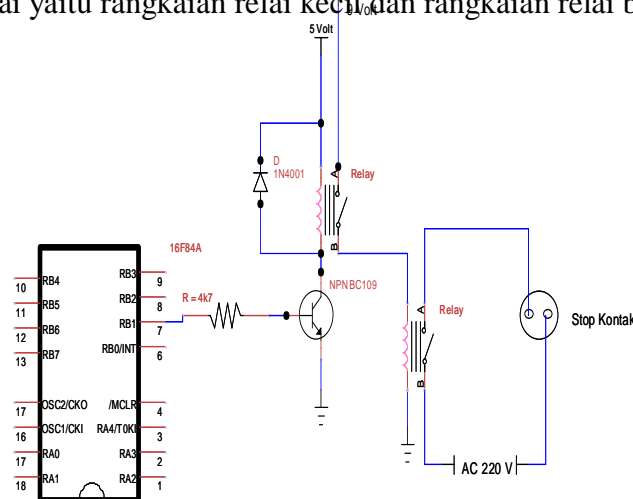 ai yaitu rangkaian relai kecil dan rangkaian relai b
9 Volt
5 Volt
D
1N4001
A
Relay
B
16F84A
NPN BC109
R = 4k7
10 RB4
11 RB5
12 RB6
13 RB7
17 OSC2/CKO
16 OSC1/CKI
17 RA0
18 RA1
RB3 9
RB2 8
RB1 7
RB0/INT 6
/MCLR 4
RA4/T0KI 3
RA3 2
RA2 1
A
Relay
B
Stop Kontak
AC 220 V